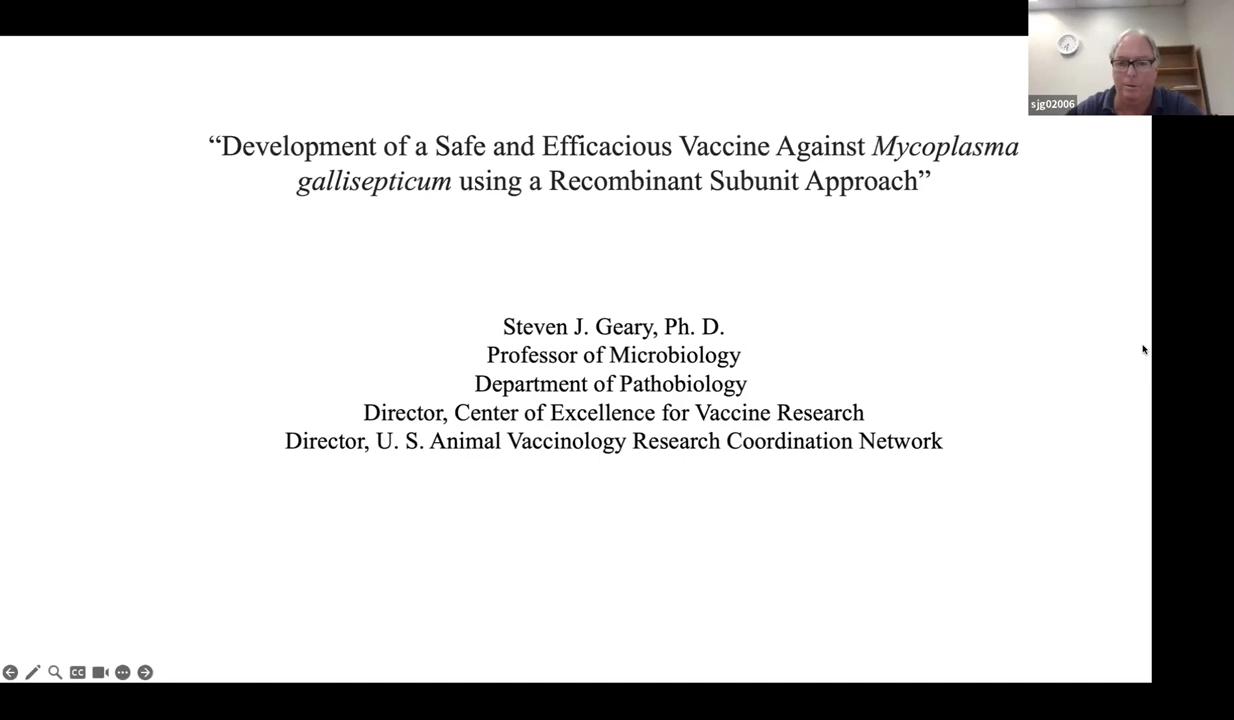 sjg02006
“Development of a Safe and Efficacious Vaccine Against Mycoplasma
gallisepticum using a Recombinant Subunit Approach”
Steven J. Geary, Ph. D.
Professor of Microbiology
Department of Pathobiology
Director, Center of Excellence for Vaccine Research
Director, U. S. Animal Vaccinology Research Coordination Network
CC